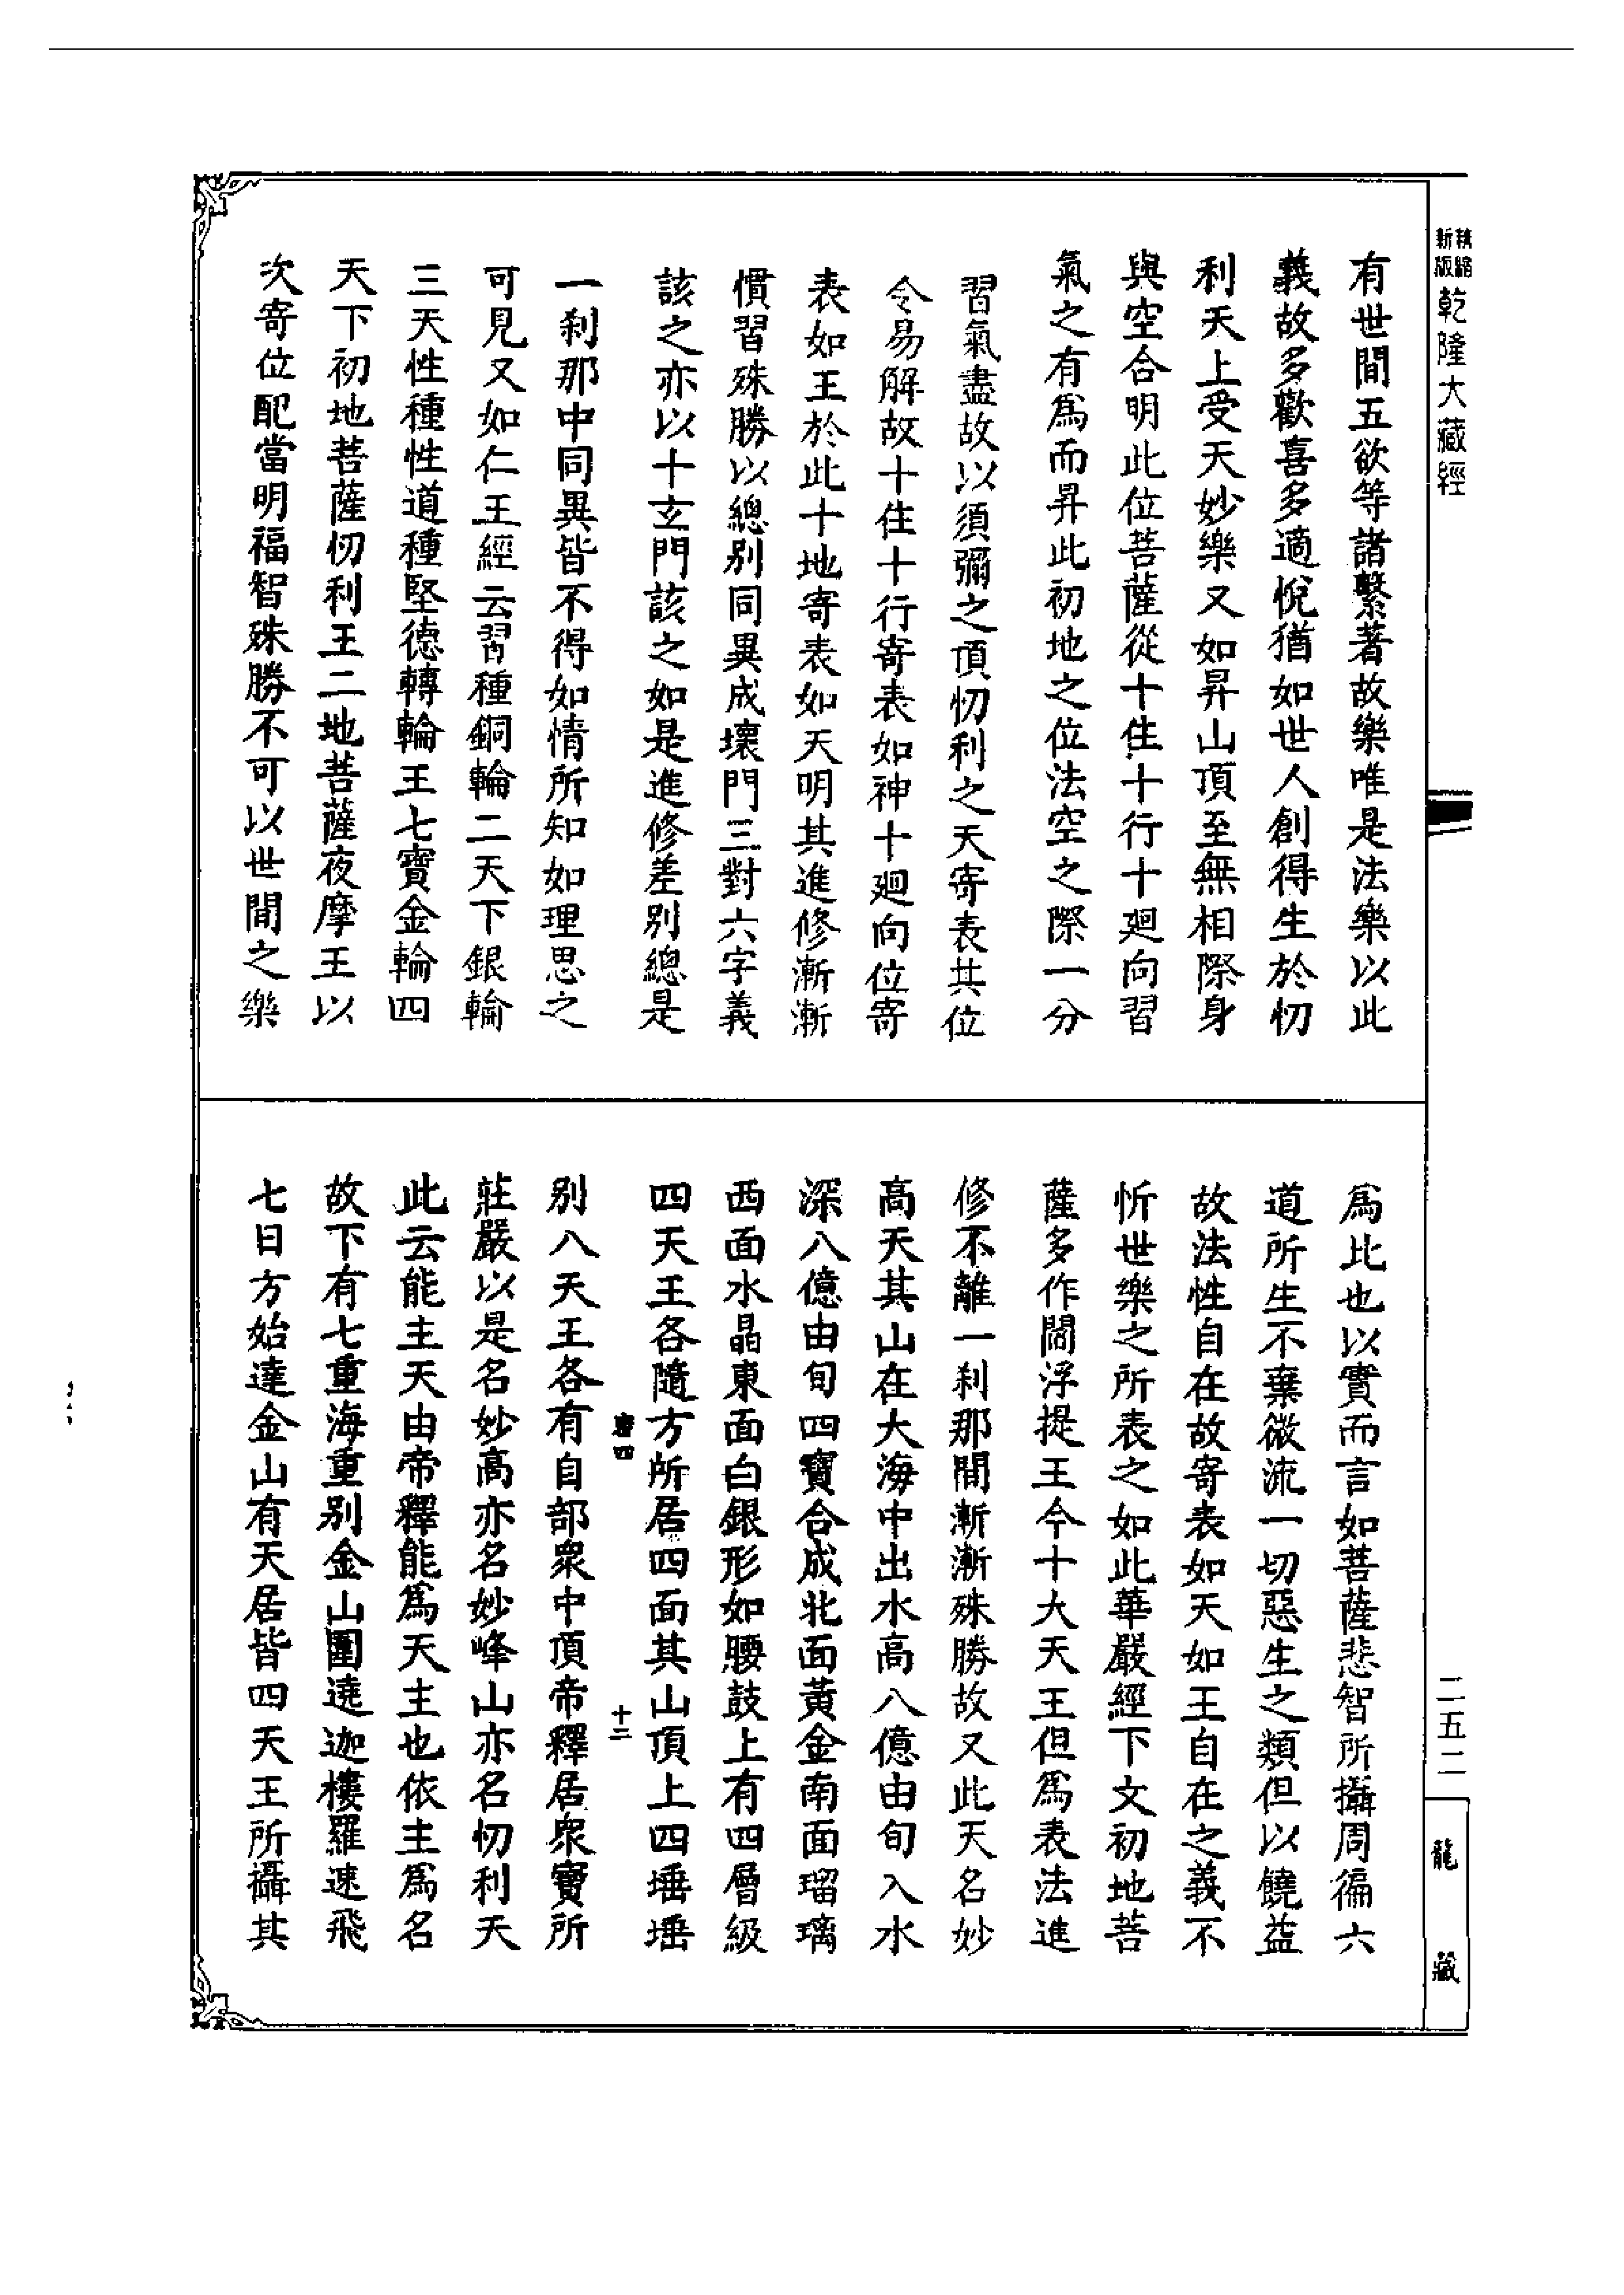 新版
精縮
乾隆大藏經
有世間五欲等諸繫著故樂唯是法樂以此
義故多歡喜多適悅猶如世人創得生於忉
利天上受天妙樂又如昇山頂至無相際身
與空合明此位菩薩從十住十行十迴向習
氣之有為而昇此初地之位法空之際一分
習氣盡故以須彌之頂忉利之天寄表其位
令易解故十住十行寄表如神十迴向位寄
表如王於此十地寄表如天明其進修漸漸
慣習殊勝以總別同異成壞門三對六字義
該之亦以十玄門該之如是進修差別總是
一剎那中同異皆不得如情所知如理思之
可見又如仁王經云習種銅輪二天下銀輪
三天性種性道種堅德轉輪王七寶金輪四
天下初地菩薩忉利王二地菩薩夜摩王以
次寄位配當明福智殊勝不可以世間之樂
為比也以實而言如菩薩悲智所攝周徧六
道所生不棄微流一切惡生之類但以饒益
故法性自在故寄表如天如王自在之義不
忻世樂之所表之如此華嚴經下文初地菩
薩多作閻浮提王今十大天王但為表法進
修不離一剎那間漸漸殊勝故又此天名妙
高天其山在大海中出水高八億由旬入水
深八億由旬四寶合成北面黃金南面瑠璃
西面水晶東面白銀形如腰鼓上有四層級
四天王各隨方所居四面其山頂上四埵埵
別八天王各有自部眾中頂帝釋居眾寶所
莊嚴以是名妙高亦名妙峰山亦名忉利天
此云能主天由帝釋能為天主也依主為名
故下有七重海重別金山圍遶迦樓羅速飛
七日方始達金山有天居皆四天王所攝其
十二
二五二
龍藏